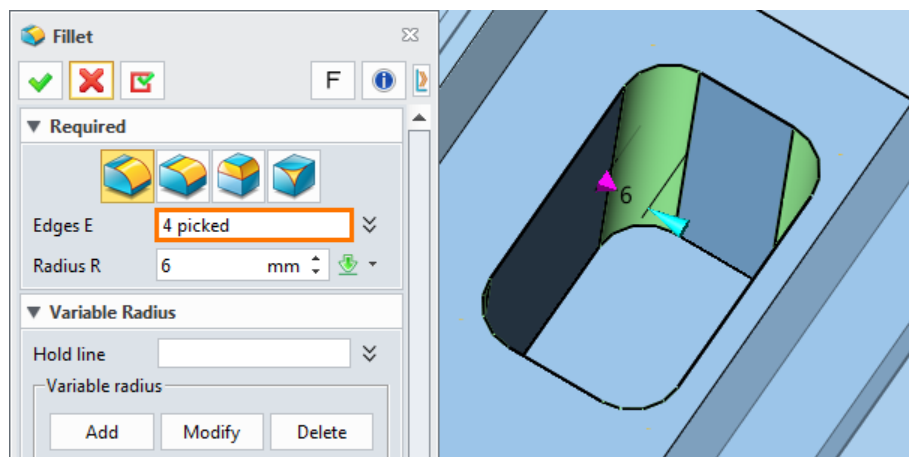 Fillet
F
Required
Edges E 4 picked
Radius R 6 mm
Variable Radius
Hold line
Variable radius
Add Modify Delete
6